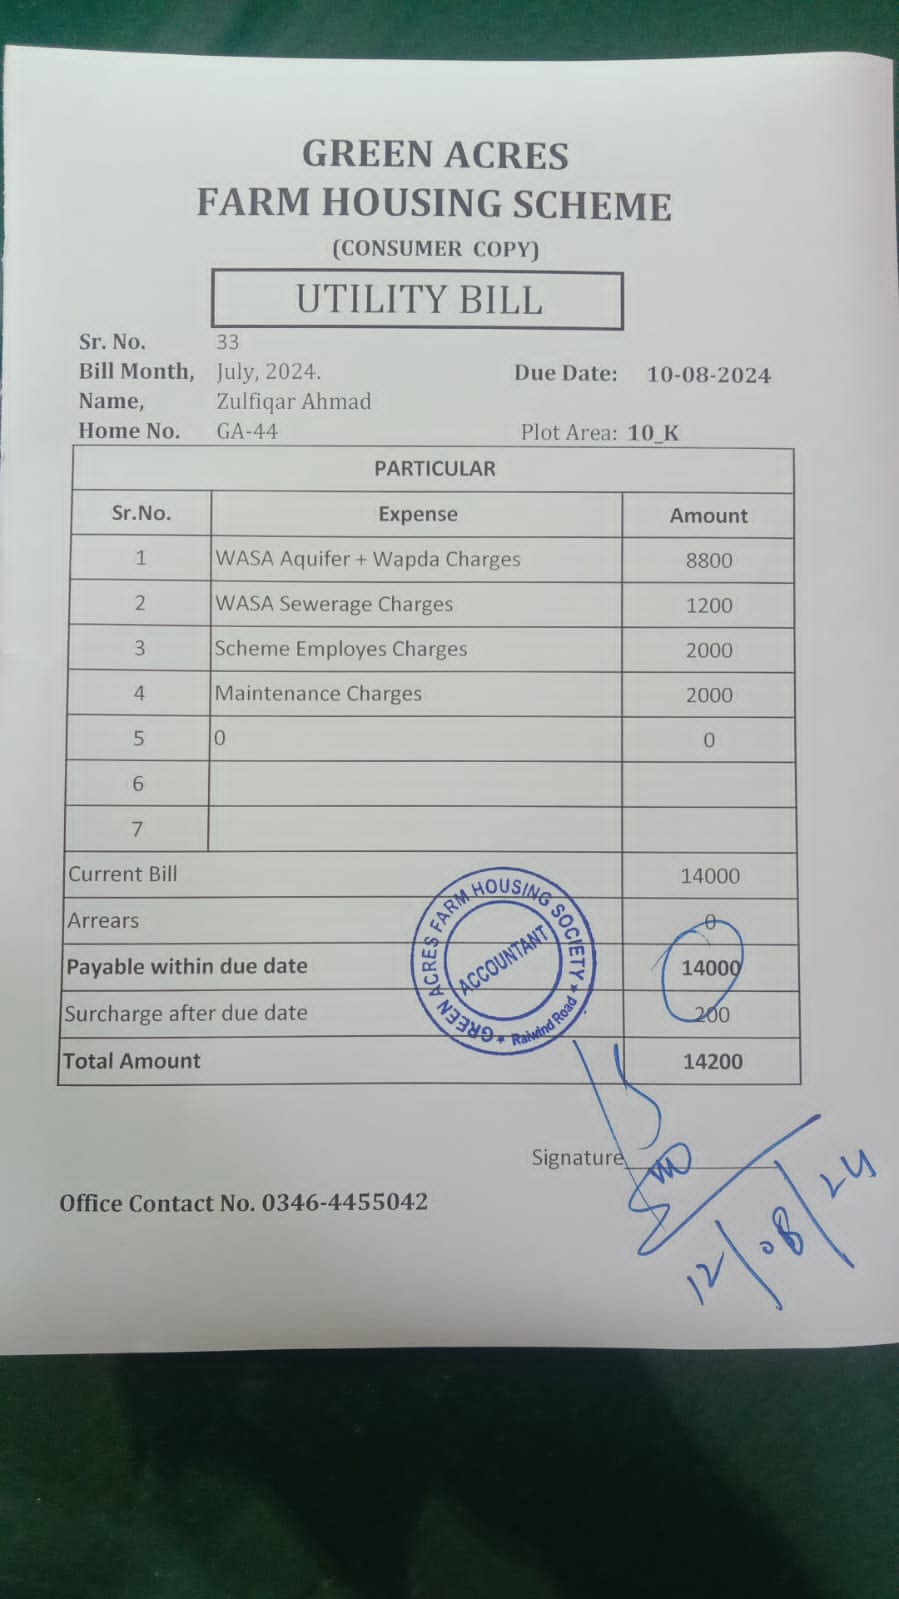 GREEN ACRES
FARM HOUSING SCHEME
(CONSUMER COPY)
UTILITY BILL
Sr. No. 33
Bill Month, July, 2024. Due Date: 10-08-2024
Name, Zulfiqar Ahmad
Home No. GA-44 Plot Area: 10_K
PARTICULAR
Sr.No. Expense Amount
1 WASA Aquifer + Wapda Charges 8800
2 WASA Sewerage Charges 1200
3 Scheme Employes Charges 2000
4 Maintenance Charges 2000
5 0 0
6
7
Current Bill 14000
Arrears 0
Payable within due date 14000
Surcharge after due date 200
Total Amount 14200
GREEN ACRES FARM HOUSING SOCIETY
ACCOUNTANT
Raiwind Road
Signature
Office Contact No. 0346-4455042
12/08/24